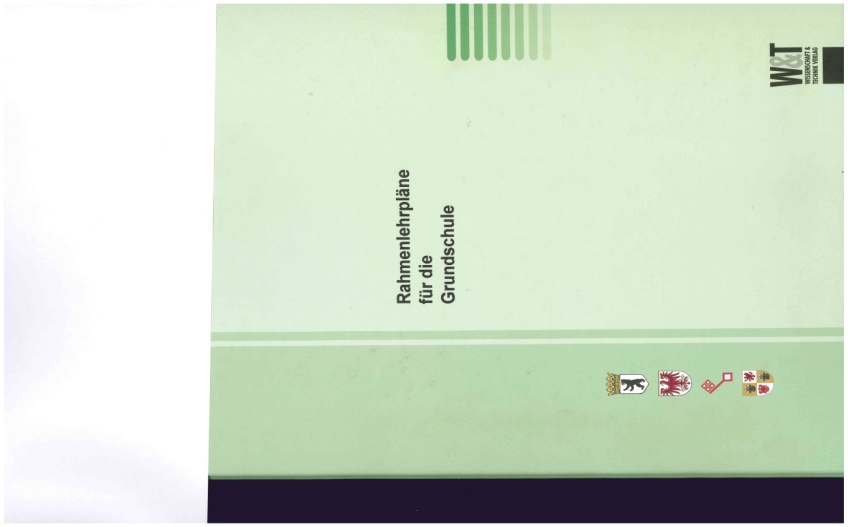 Rahmenlehrpläne
für die
Grundschule
W&T
WISSENSCHAFT &
TECHNIK VERLAG